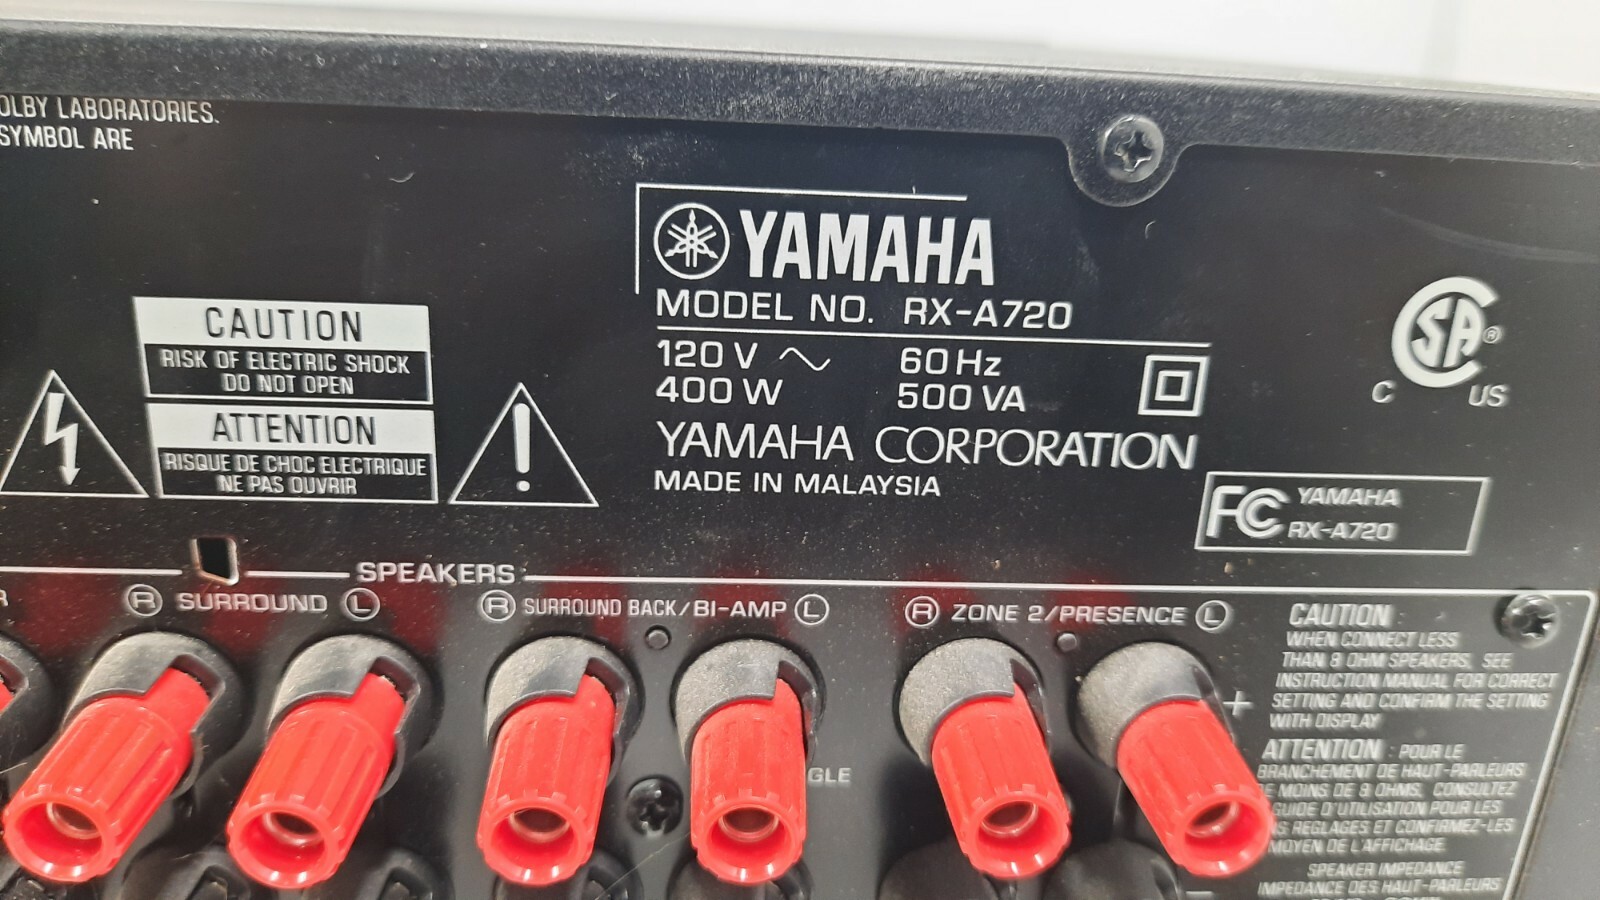 OLBY LABORATORIES.
SYMBOL ARE
YAMAHA
MODEL NO. RX-A720
120 V ~ 60 Hz
400 W 500 VA
YAMAHA CORPORATION
MADE IN MALAYSIA
CAUTION
RISK OF ELECTRIC SHOCK
DO NOT OPEN
ATTENTION
RISQUE DE CHOC ELECTRIQUE
NE PAS OUVRIR
SA ®
C US
FC YAMAHA
RX-A720
SPEAKERS
R
R SURROUND L
R SURROUND BACK/BI-AMP L
R ZONE 2/PRESENCE L
GLE
+
−
CAUTION :
WHEN CONNECT LESS
THAN 8 OHM SPEAKERS, SEE
INSTRUCTION MANUAL FOR CORRECT
SETTING AND CONFIRM THE SETTING
WITH DISPLAY
ATTENTION : POUR LE
BRANCHEMENT DE HAUT-PARLEURS
DE MOINS DE 8 OHMS, CONSULTEZ
GUIDE D'UTILISATION POUR LES
S REGLAGES ET CONFIRMEZ-LES
MOYEN DE L'AFFICHAGE.
SPEAKER IMPEDANCE
IMPEDANCE DES HAUT-PARLEURS